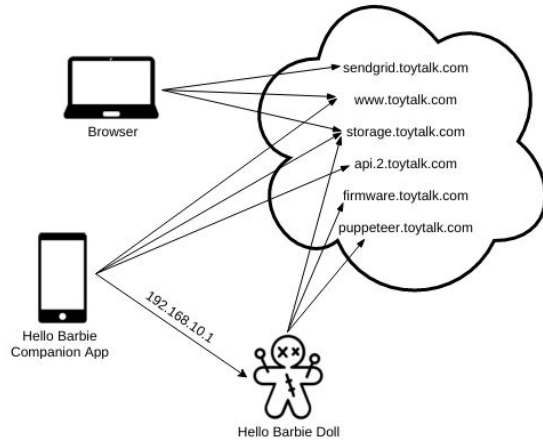 sendgrid.toytalk.com
www.toytalk.com
Browser
storage.toytalk.com
api.2.toytalk.com
firmware.toytalk.com
puppeteer.toytalk.com
192.168.10.1
Hello Barbie
Companion App
Hello Barbie Doll